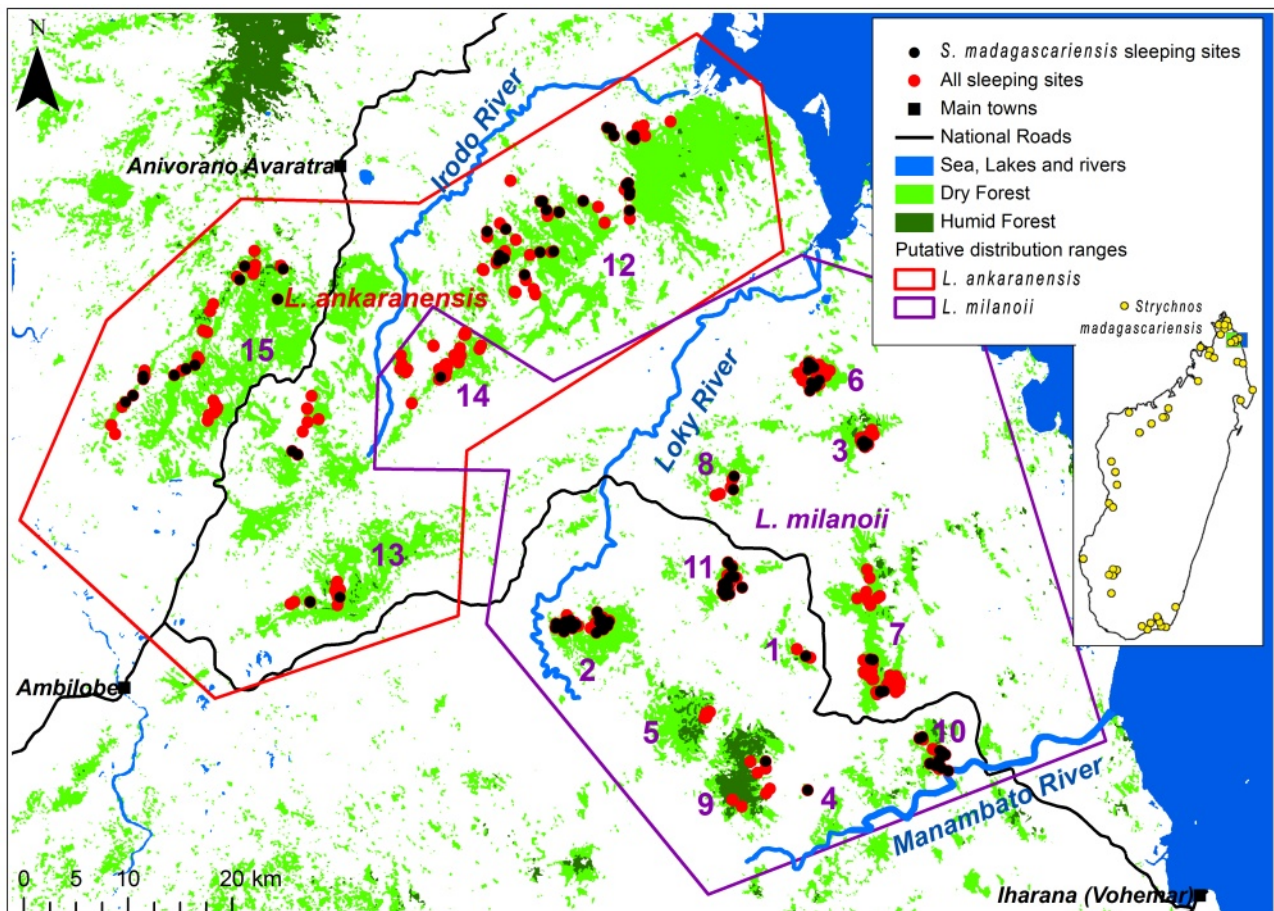 N
S. madagascariensis sleeping sites
All sleeping sites
Main towns
National Roads
Sea, Lakes and rivers
Dry Forest
Humid Forest
Putative distribution ranges
L. ankaranensis
L. milanoii
Strychnos
madagascariensis
Anivorano Avaratra
Irodo River
12
L. ankaranensis
15
14
Loky River
6
3
8
L. milanoii
13
11
7
1
2
Ambilobe
5
10
9
4
Manambato River
0 10 20 km
Iharana (Vohemar)